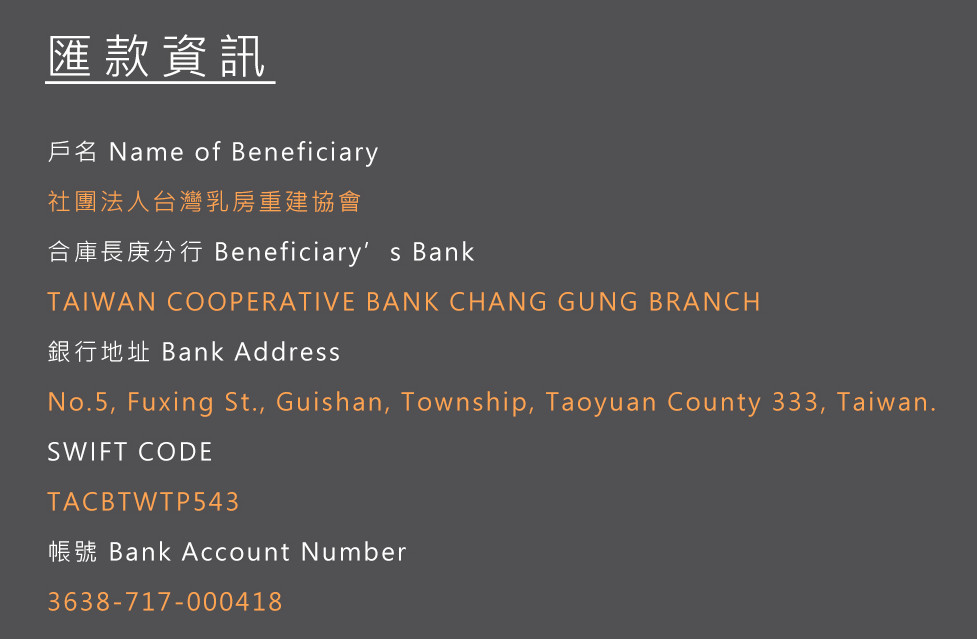 匯款資訊
戶名 Name of Beneficiary
社團法人台灣乳房重建協會
合庫長庚分行 Beneficiary’s Bank
TAIWAN COOPERATIVE BANK CHANG GUNG BRANCH
銀行地址 Bank Address
No.5, Fuxing St., Guishan, Township, Taoyuan County 333, Taiwan.
SWIFT CODE
TACBTWTP543
帳號 Bank Account Number
3638-717-000418